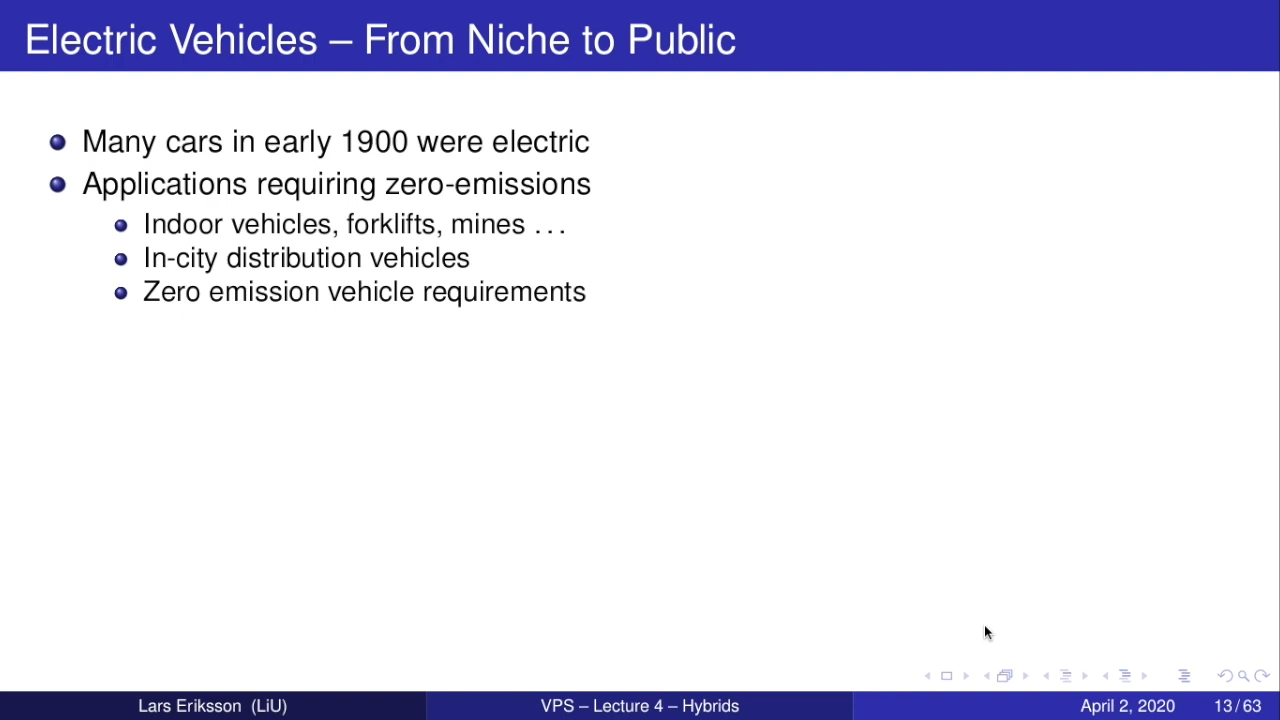 Electric Vehicles – From Niche to Public
Many cars in early 1900 were electric
Applications requiring zero-emissions
Indoor vehicles, forklifts, mines . . .
In-city distribution vehicles
Zero emission vehicle requirements
Lars Eriksson (LiU)
VPS – Lecture 4 – Hybrids
April 2, 2020
13 / 63